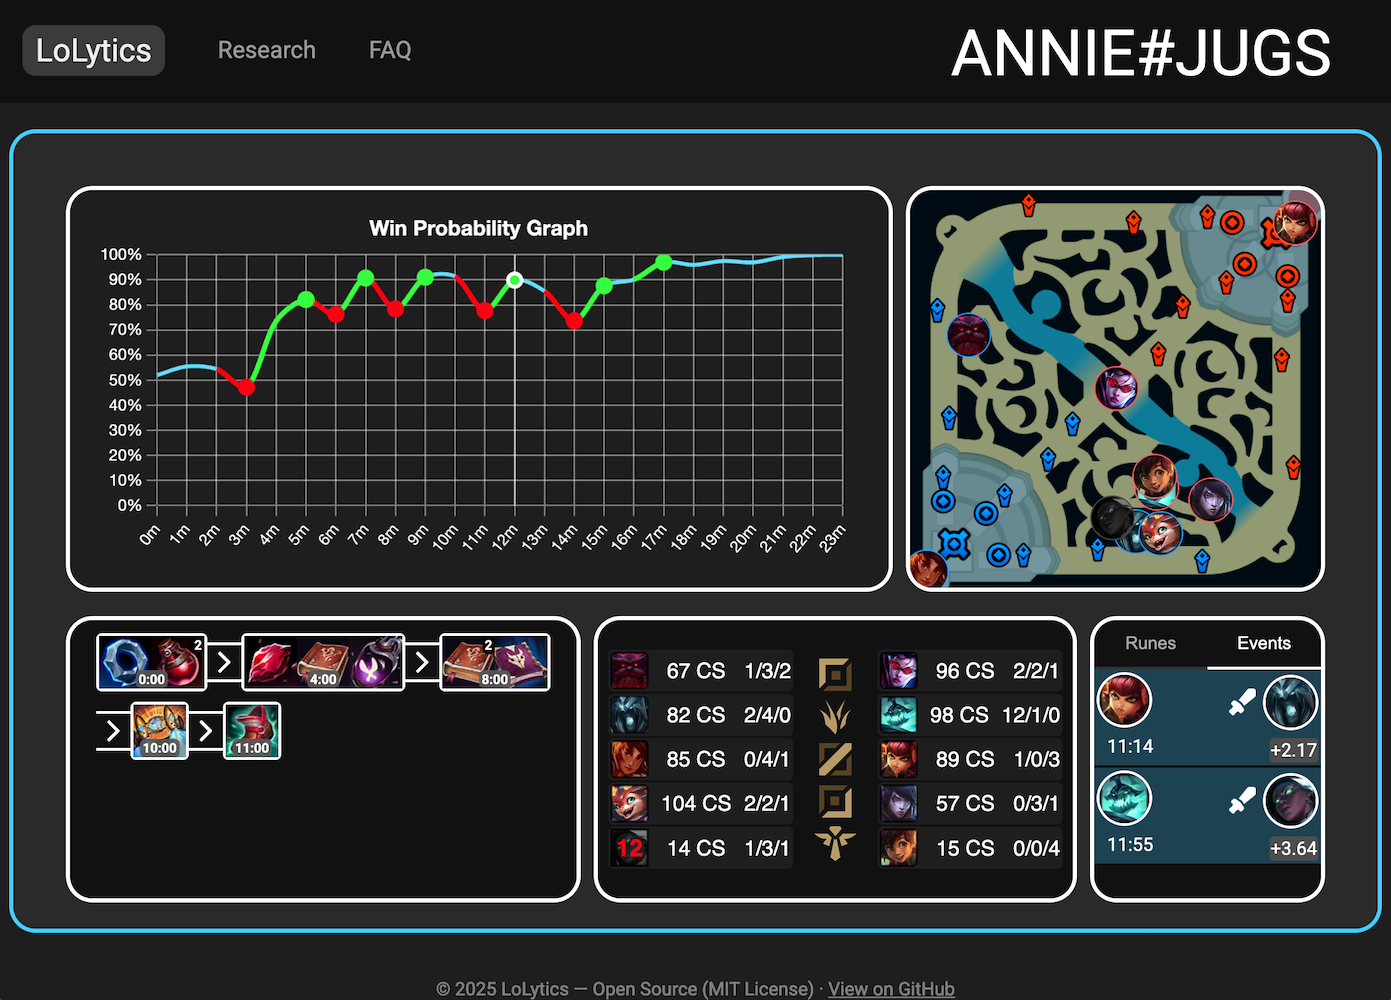 LoLytics
Research
FAQ
ANNIE#JUGS
Win Probability Graph
100%
90%
80%
70%
60%
50%
40%
30%
20%
10%
0%
0m 1m 2m 3m 4m 5m 6m 7m 8m 9m 10m 11m 12m 13m 14m 15m 16m 17m 18m 19m 20m 21m 22m 23m
2
0:00
4:00
2
8:00
10:00
11:00
67 CS 1/3/2
96 CS 2/2/1
82 CS 2/4/0
98 CS 12/1/0
85 CS 0/4/1
89 CS 1/0/3
104 CS 2/2/1
57 CS 0/3/1
12 14 CS 1/3/1
15 CS 0/0/4
Runes Events
11:14 +2.17
11:55 +3.64
© 2025 LoLytics — Open Source (MIT License) · View on GitHub